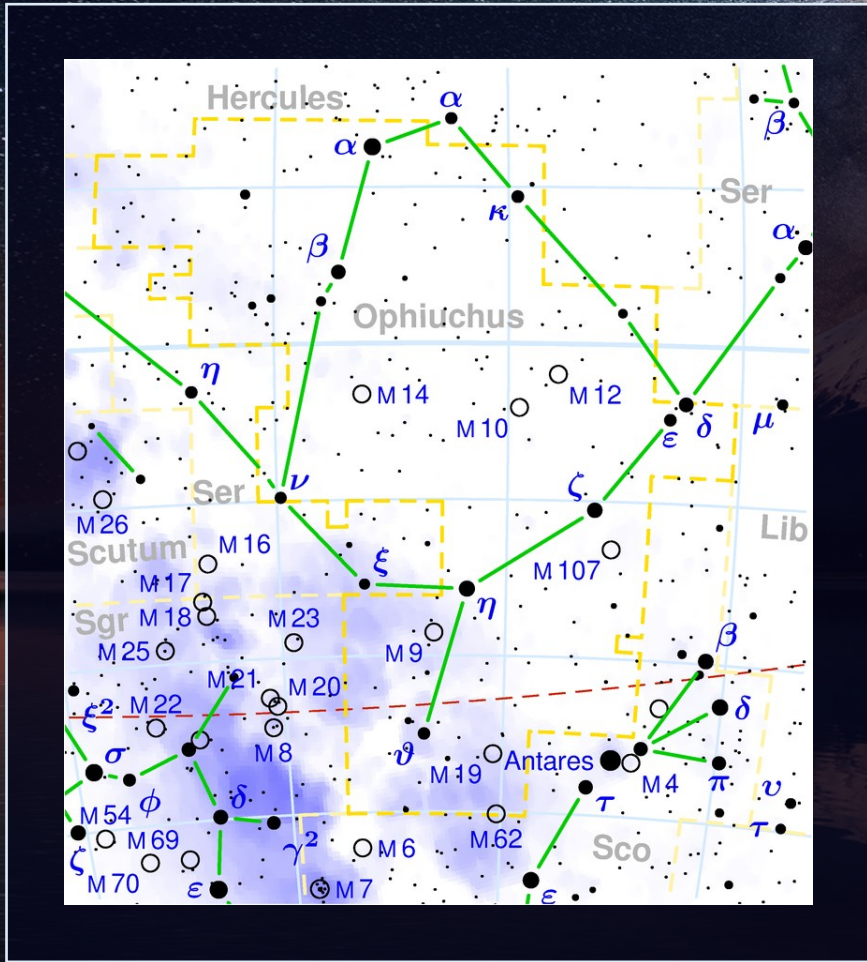 Hercules
α
α
β
κ
Ser
α
β
Ophiuchus
η
M 14
M 12
M 10
ε
δ
μ
Ser
ν
ζ
M 26
Scutum
M 16
Lib
ξ
M 107
M 17
η
Sgr
M 18
M 23
M 25
M 9
β
M 21
M 20
ξ²
M 22
δ
σ
M 8
ϑ
M 19
Antares
M 4
π
φ
δ
τ
υ
M 54
M 69
γ²
M 6
M 62
Sco
τ
ζ
M 70
ε
M 7
ε